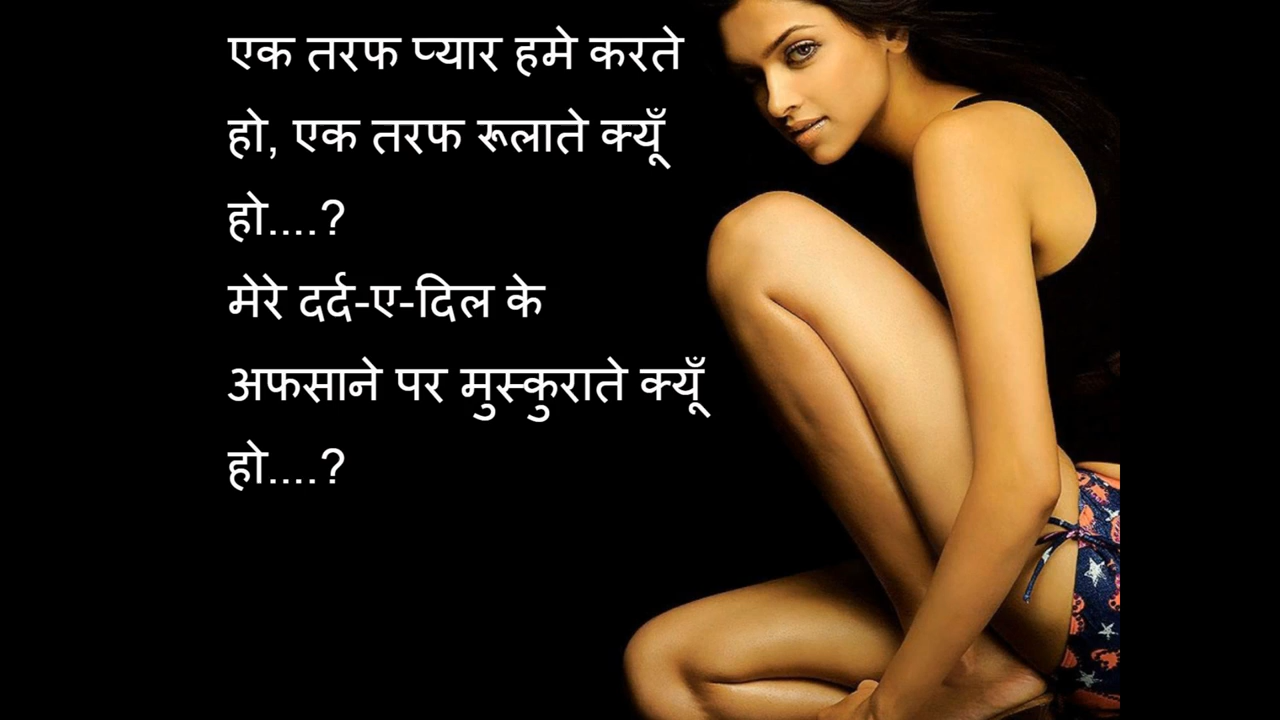 एक तरफ प्यार हमे करते
हो, एक तरफ रूलाते क्यूँ
हो....?
मेरे दर्द-ए-दिल के
अफसाने पर मुस्कुराते क्यूँ
हो....?